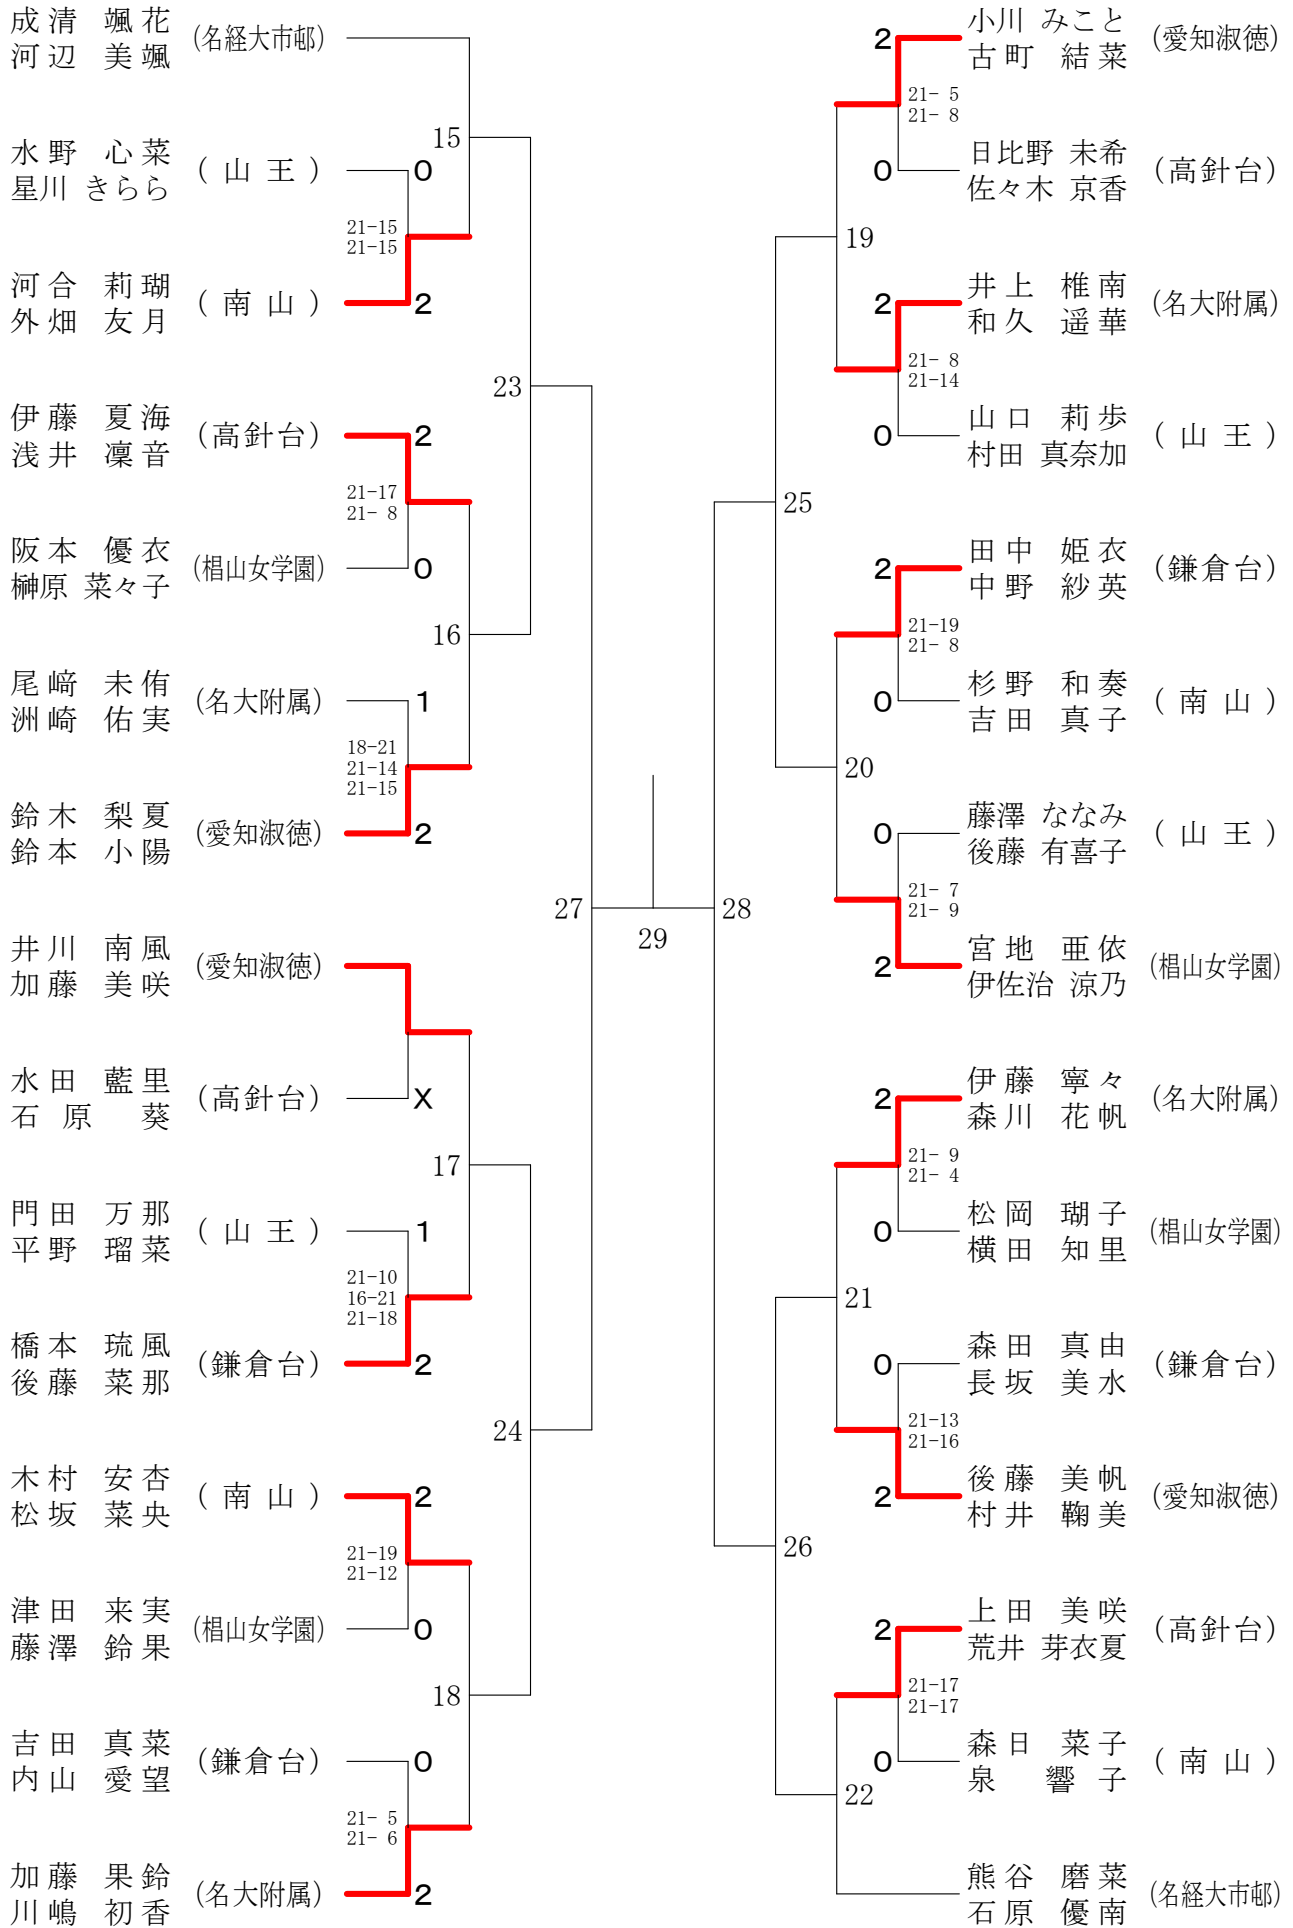 成清 颯花
河辺 美颯
(名経大市邨)
15
水野 心菜
星川 きらら
(山王)
0
21-15
21-15
河合 莉瑚
外畑 友月
(南山)
2
23
伊藤 夏海
浅井 凜音
(高針台)
2
21-17
21- 8
阪本 優衣
榊原 菜々子
(椙山女学園)
0
16
尾﨑 未侑
洲崎 佑実
(名大附属)
1
18-21
21-14
21-15
鈴木 梨夏
鈴本 小陽
(愛知淑徳)
2
27
井川 南風
加藤 美咲
(愛知淑徳)
水田 藍里
石原 葵
(高針台)
X
17
門田 万那
平野 瑠菜
(山王)
1
21-10
16-21
21-18
橋本 琉風
後藤 菜那
(鎌倉台)
2
24
木村 安杏
松坂 菜央
(南山)
2
21-19
21-12
津田 来実
藤澤 鈴果
(椙山女学園)
0
18
吉田 真菜
内山 愛望
(鎌倉台)
0
21- 5
21- 6
加藤 果鈴
川嶋 初香
(名大附属)
2
29
小川 みこと
古町 結菜
(愛知淑徳)
2
21- 5
21- 8
日比野 未希
佐々木 京香
(高針台)
0
19
井上 椎南
和久 遥華
(名大附属)
2
21- 8
21-14
山口 莉歩
村田 真奈加
(山王)
0
25
田中 姫衣
中野 紗英
(鎌倉台)
2
21-19
21- 8
杉野 和奏
吉田 真子
(南山)
0
20
藤澤 ななみ
後藤 有喜子
(山王)
0
21- 7
21- 9
宮地 亜依
伊佐治 涼乃
(椙山女学園)
2
28
伊藤 寧々
森川 花帆
(名大附属)
2
21- 9
21- 4
松岡 瑚子
横田 知里
(椙山女学園)
0
21
森田 真由
長坂 美水
(鎌倉台)
0
21-13
21-16
後藤 美帆
村井 鞠美
(愛知淑徳)
2
26
上田 美咲
荒井 芽衣夏
(高針台)
2
21-17
21-17
森日 菜子
泉 響子
(南山)
0
22
熊谷 磨菜
石原 優南
(名経大市邨)